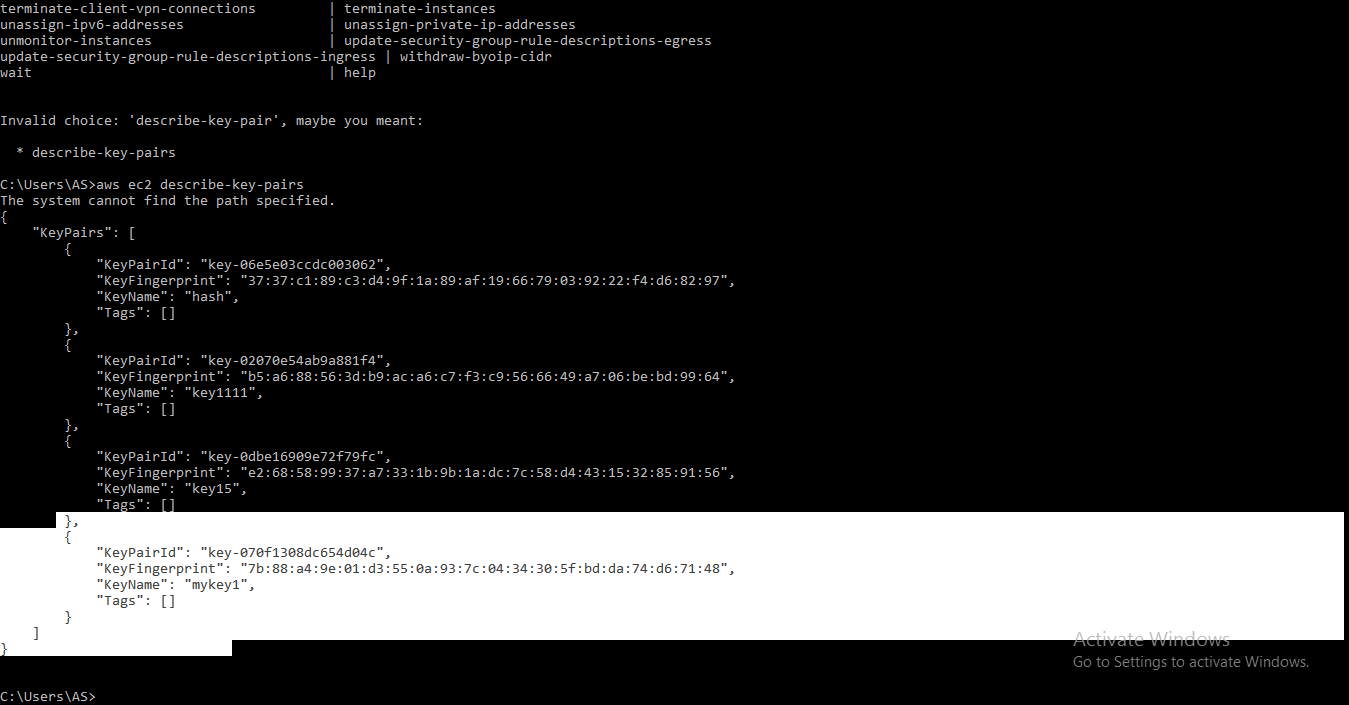 terminate-client-vpn-connections | terminate-instances
unassign-ipv6-addresses | unassign-private-ip-addresses
unmonitor-instances | update-security-group-rule-descriptions-egress
update-security-group-rule-descriptions-ingress | withdraw-byoip-cidr
wait | help
Invalid choice: 'describe-key-pair', maybe you meant:
* describe-key-pairs
C:\Users\AS>aws ec2 describe-key-pairs
The system cannot find the path specified.
{
"KeyPairs": [
{
"KeyPairId": "key-06e5e03ccdc003062",
"KeyFingerprint": "37:37:c1:89:c3:d4:9f:1a:89:af:19:66:79:03:92:22:f4:d6:82:97",
"KeyName": "hash",
"Tags": []
},
{
"KeyPairId": "key-02070e54ab9a881f4",
"KeyFingerprint": "b5:a6:88:56:3d:b9:ac:a6:c7:f3:c9:56:66:49:a7:06:be:bd:99:64",
"KeyName": "key1111",
"Tags": []
},
{
"KeyPairId": "key-0dbe16909e72f79fc",
"KeyFingerprint": "e2:68:58:99:37:a7:33:1b:9b:1a:dc:7c:58:d4:43:15:32:85:91:56",
"KeyName": "key15",
"Tags": []
},
{
"KeyPairId": "key-070f1308dc654d04c",
"KeyFingerprint": "7b:88:a4:9e:01:d3:55:0a:93:7c:04:34:30:5f:bd:da:74:d6:71:48",
"KeyName": "mykey1",
"Tags": []
}
]
}
Activate Windows
Go to Settings to activate Windows.
C:\Users\AS>